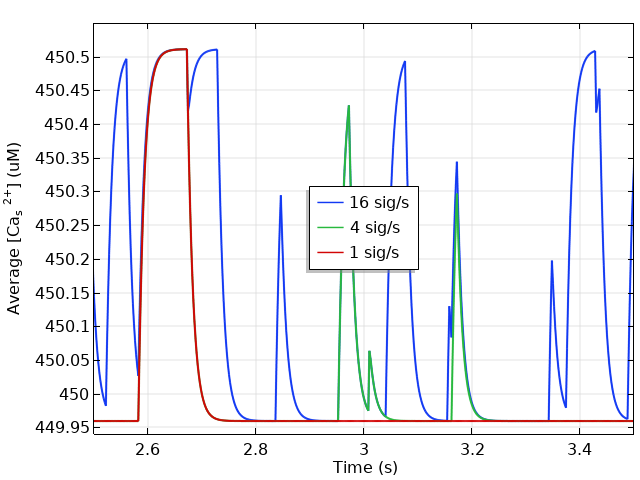 450.5
450.45
450.4
450.35
450.3
450.25
450.2
450.15
450.1
450.05
450
449.95
Average [Ca_s ^2+] (uM)
16 sig/s
4 sig/s
1 sig/s
2.6 2.8 3 3.2 3.4
Time (s)